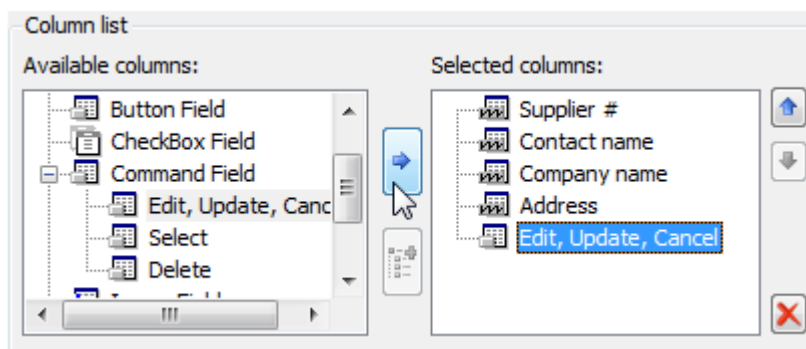 Column list
Available columns:
Selected columns:
Button Field
CheckBox Field
Command Field
Edit, Update, Canc
Select
Delete
Supplier #
Contact name
Company name
Address
Edit, Update, Cancel